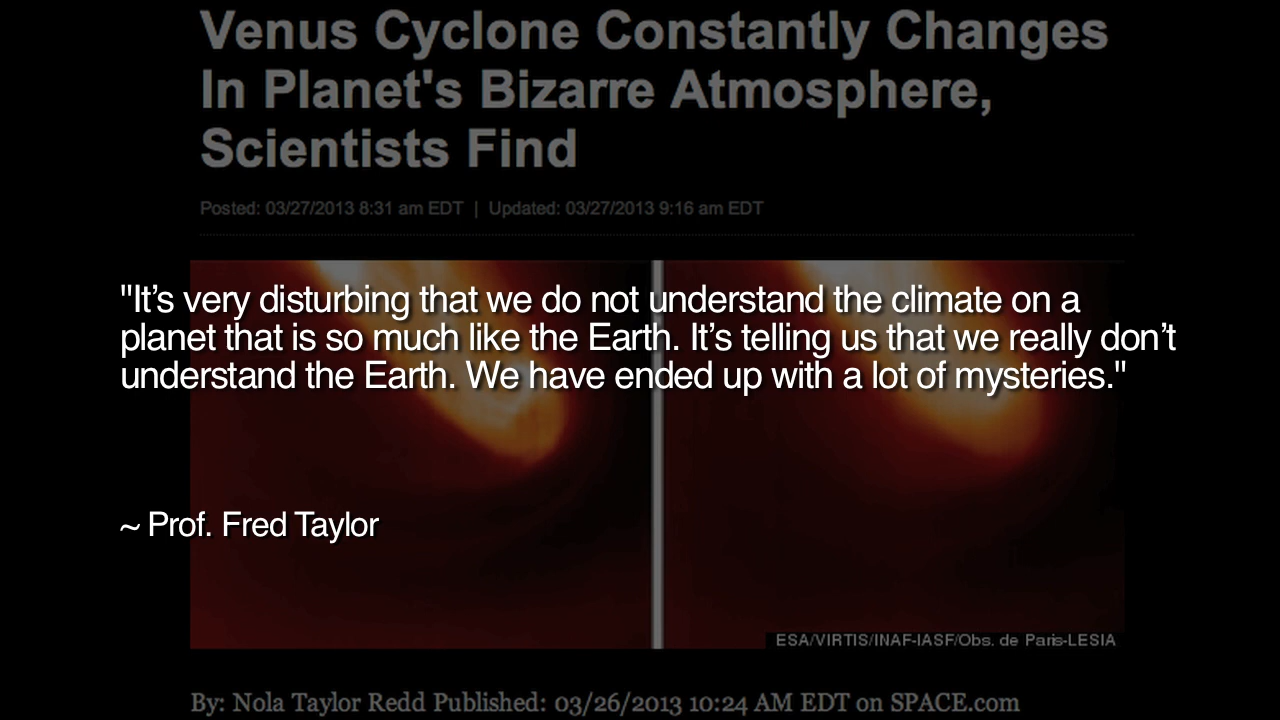 Venus Cyclone Constantly Changes
In Planet's Bizarre Atmosphere,
Scientists Find
Posted: 03/27/2013 8:31 am EDT | Updated: 03/27/2013 9:16 am EDT
"It’s very disturbing that we do not understand the climate on a
planet that is so much like the Earth. It’s telling us that we really don’t
understand the Earth. We have ended up with a lot of mysteries."
~ Prof. Fred Taylor
ESA/VIRTIS/INAF-IASF/Obs. de Paris-LESIA
By: Nola Taylor Redd Published: 03/26/2013 10:24 AM EDT on SPACE.com